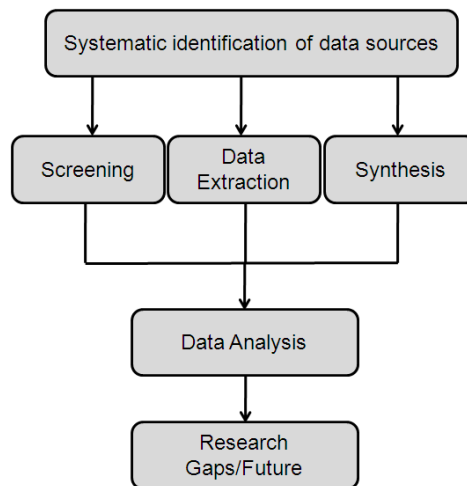 Systematic identification of data sources
Screening
Data
Extraction
Synthesis
Data Analysis
Research
Gaps/Future